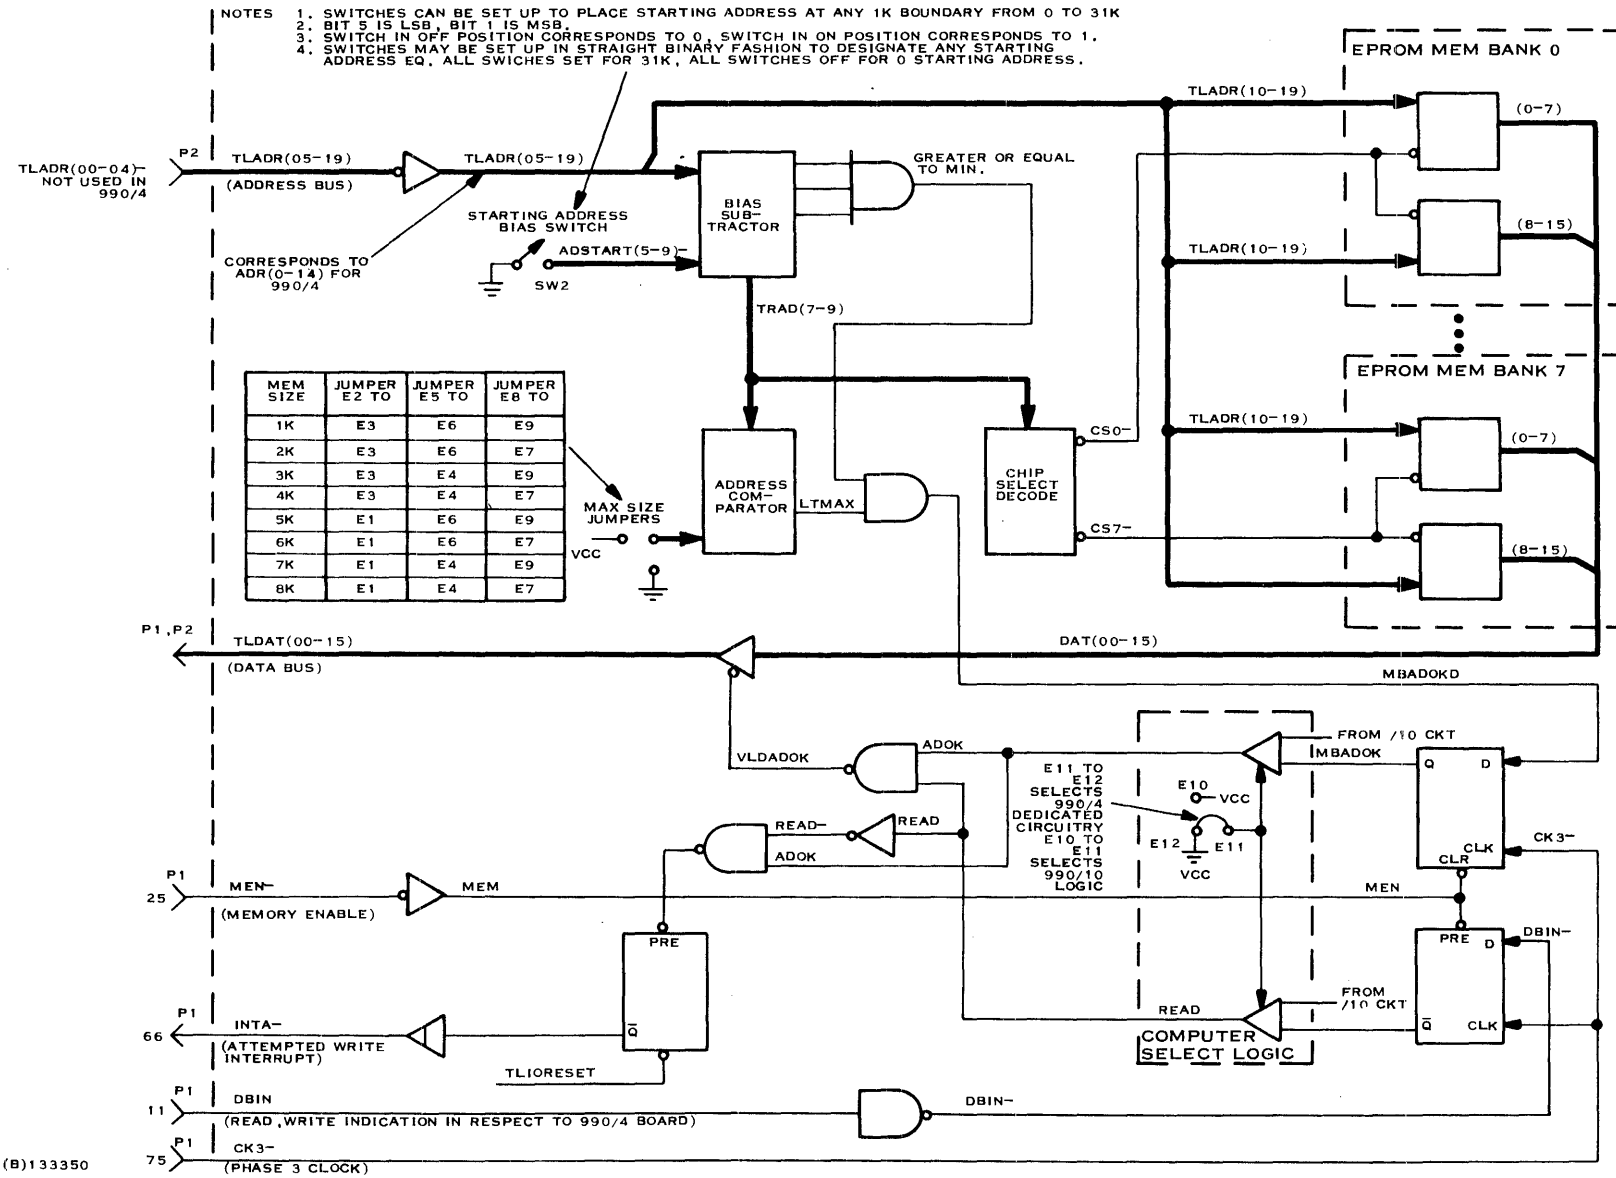 NOTES 1. SWITCHES CAN BE SET UP TO PLACE STARTING ADDRESS AT ANY 1K BOUNDARY FROM 0 TO 31K
2. BIT 5 IS LSB, BIT 1 IS MSB.
3. SWITCH IN OFF POSITION CORRESPONDS TO 0, SWITCH IN ON POSITION CORRESPONDS TO 1.
4. SWITCHES MAY BE SET UP IN STRAIGHT BINARY FASHION TO DESIGNATE ANY STARTING
ADDRESS EQ. ALL SWICHES SET FOR 31K, ALL SWITCHES OFF FOR 0 STARTING ADDRESS.
EPROM MEM BANK 0
TLADR(10-19)
(0-7)
P2
TLADR(00-04)-
NOT USED IN
990/4
TLADR(05-19)
(ADDRESS BUS)
TLADR(05-19)
GREATER OR EQUAL
TO MIN.
BIAS
SUB-
TRACTOR
STARTING ADDRESS
BIAS SWITCH
ADSTART(5-9)-
SW2
CORRESPONDS TO
ADR(0-14) FOR
990/4
(8-15)
TLADR(10-19)
TRAD(7-9)
EPROM MEM BANK 7
MEM
SIZE
JUMPER
E2 TO
JUMPER
E5 TO
JUMPER
E8 TO
1K E3 E6 E9
2K E3 E6 E7
3K E3 E4 E9
4K E3 E4 E7
5K E1 E6 E9
6K E1 E6 E7
7K E1 E4 E9
8K E1 E4 E7
MAX SIZE
JUMPERS
VCC
ADDRESS
COM-
PARATOR
LTMAX
CHIP
SELECT
DECODE
CS0-
CS7-
TLADR(10-19)
(0-7)
(8-15)
P1,P2
TLDAT(00-15)
(DATA BUS)
DAT(00-15)
MBADOKD
VLDADOK
ADOK
FROM /10 CKT
MBADOK
Q D
CLK
CLR
CK3-
E11 TO
E12
SELECTS
990/4
DEDICATED
CIRCUITRY
E10 TO
E11
SELECTS
990/10
LOGIC
E10
VCC
E12
E11
VCC
READ-
READ
ADOK
P1
25
MEN-
(MEMORY ENABLE)
MEM
MEN
PRE
Q
PRE
D
DBIN-
Q
CLK
READ
FROM
/10 CKT
COMPUTER
SELECT LOGIC
P1
66
INTA-
(ATTEMPTED WRITE
INTERRUPT)
TLIORESET
P1
11
DBIN
(READ,WRITE INDICATION IN RESPECT TO 990/4 BOARD)
DBIN-
P1
75
CK3-
(PHASE 3 CLOCK)
(B)133350